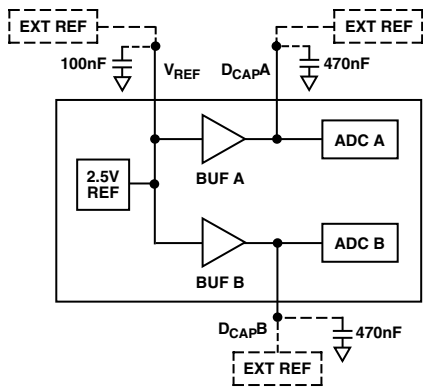 EXT REF
EXT REF
100nF
VREF
DCAPA
470nF
2.5V
REF
BUF A
ADC A
BUF B
ADC B
DCAPB
470nF
EXT REF